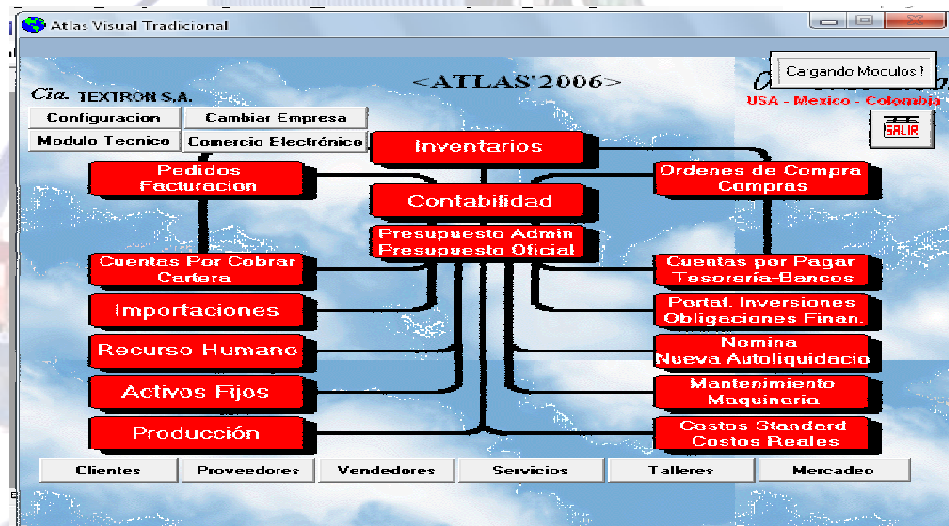 Atlas Visual Tradicional
<ATLAS'2006>
Cargando Modulos !
Cia. TEXTRON S.A.
USA - Mexico - Colombia
Configuracion
Cambiar Empresa
SALIR
Modulo Tecnico
Comercio Electrónico
Inventarios
Pedidos
Facturacion
Ordenes de Compra
Compras
Contabilidad
Presupuesto Admin
Presupuesto Oficial
Cuentas Por Cobrar
Cartera
Cuentas por Pagar
Tesorería-Bancos
Importaciones
Portaf. Inversiones
Obligaciones Finan.
Recurso Humano
Nomina
Nueva Autoliquidacio
Activos Fijos
Mantenimiento
Maquinaria
Producción
Costos Standard
Costos Reales
Clientes
Proveedores
Vendedores
Servicios
Talleres
Mercadeo